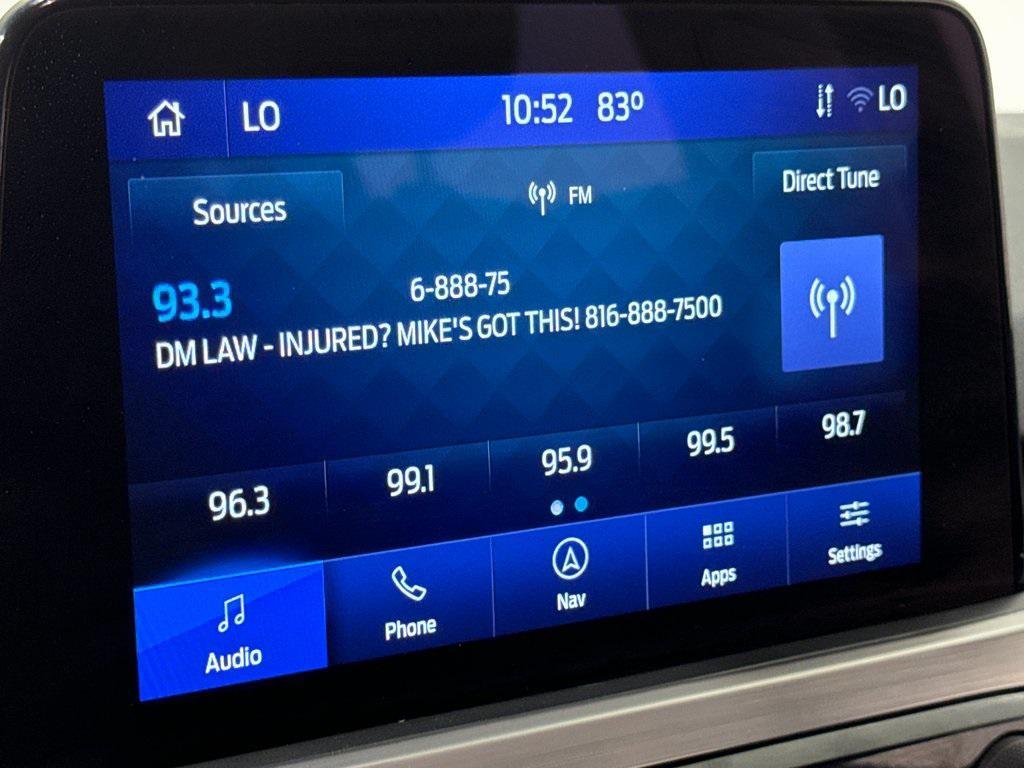 LO 10:52 83° LO
Sources FM Direct Tune
93.3 6-888-75
DM LAW - INJURED? MIKE'S GOT THIS! 816-888-7500
96.3 99.1 95.9 99.5 98.7
Audio Phone Nav Apps Settings